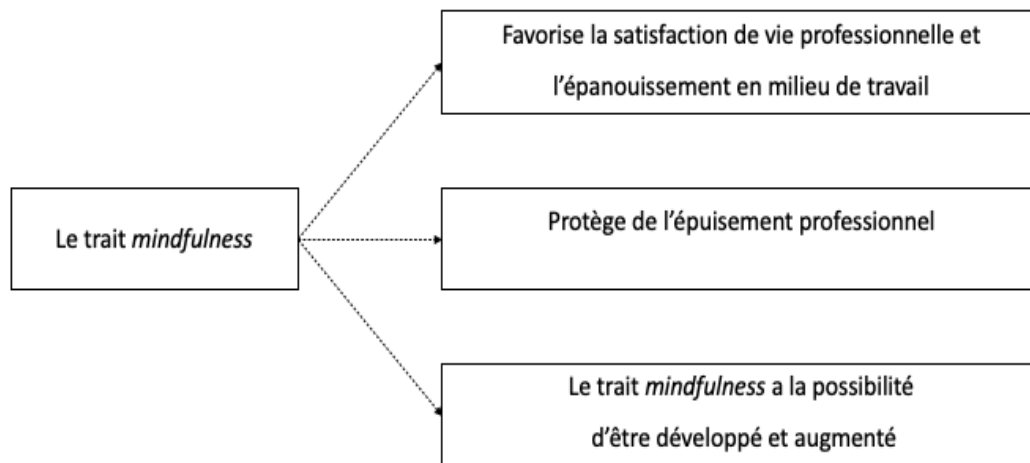 Favorise la satisfaction de vie professionnelle et
l'épanouissement en milieu de travail
Le trait mindfulness
Protège de l'épuisement professionnel
Le trait mindfulness a la possibilité
d'être développé et augmenté